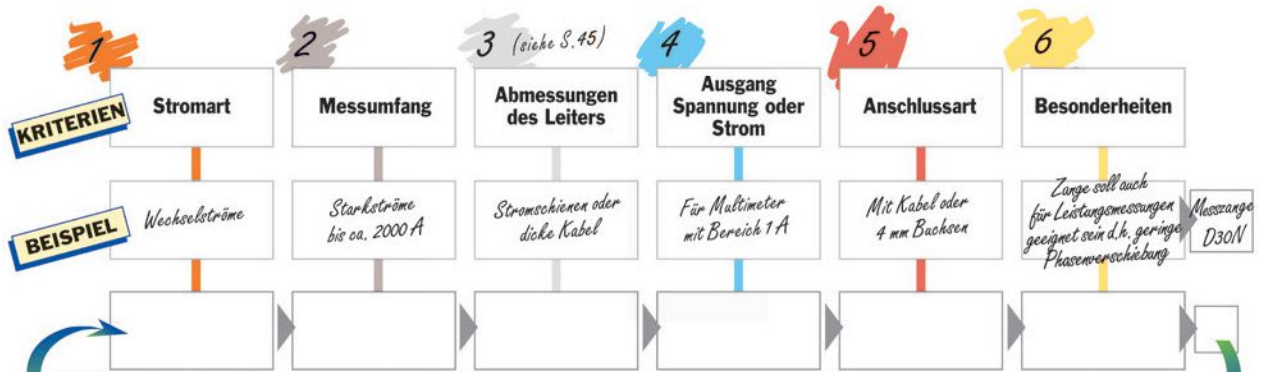 1
2
3 (siehe S.45)
4
5
6
KRITERIEN
Stromart
Messumfang
Abmessungen
des Leiters
Ausgang
Spannung oder
Strom
Anschlussart
Besonderheiten
BEISPIEL
Wechselströme
Starkströme
bis ca. 2000 A
Stromschienen oder
dicke Kabel
Für Multimeter
mit Bereich 1 A
Mit Kabel oder
4 mm Buchsen
Zange soll auch
für Leistungsmessungen
geeignet sein d.h. geringe
Phasenverschiebung
Messzange
D30N